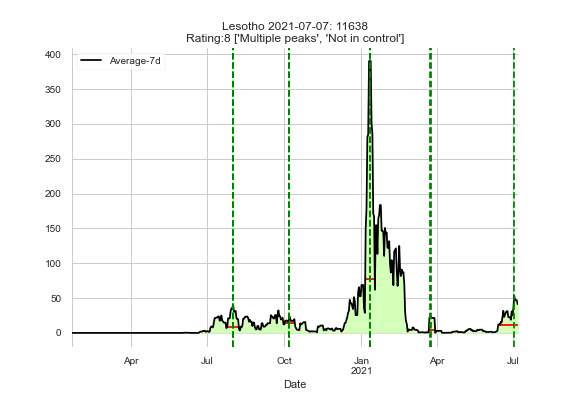 Lesotho 2021-07-07: 11638
Rating:8 ['Multiple peaks', 'Not in control']
Average-7d
400
350
300
250
200
150
100
50
0
Apr Jul Oct Jan Apr Jul
2021
Date